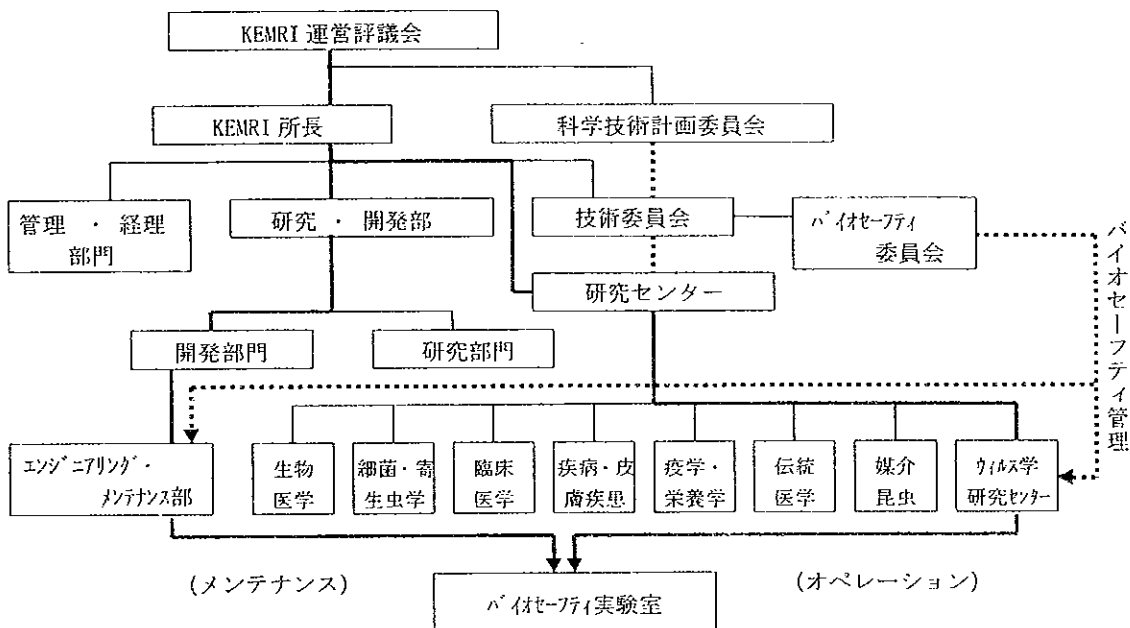 KEMRI 運営評議会
KEMRI 所長
科学技術計画委員会
管理・経理
部門
研究・開発部
技術委員会
バイオセーフティ
委員会
バイオセーフティ管理
研究センター
開発部門
研究部門
エンジニアリング・
メンテナンス部
生物
医学
細菌・寄
生虫学
臨床
医学
疾病・皮
膚疾患
疫学・
栄養学
伝統
医学
媒介
昆虫
ウィルス学
研究センター
(メンテナンス)
(オペレーション)
バイオセーフティ実験室